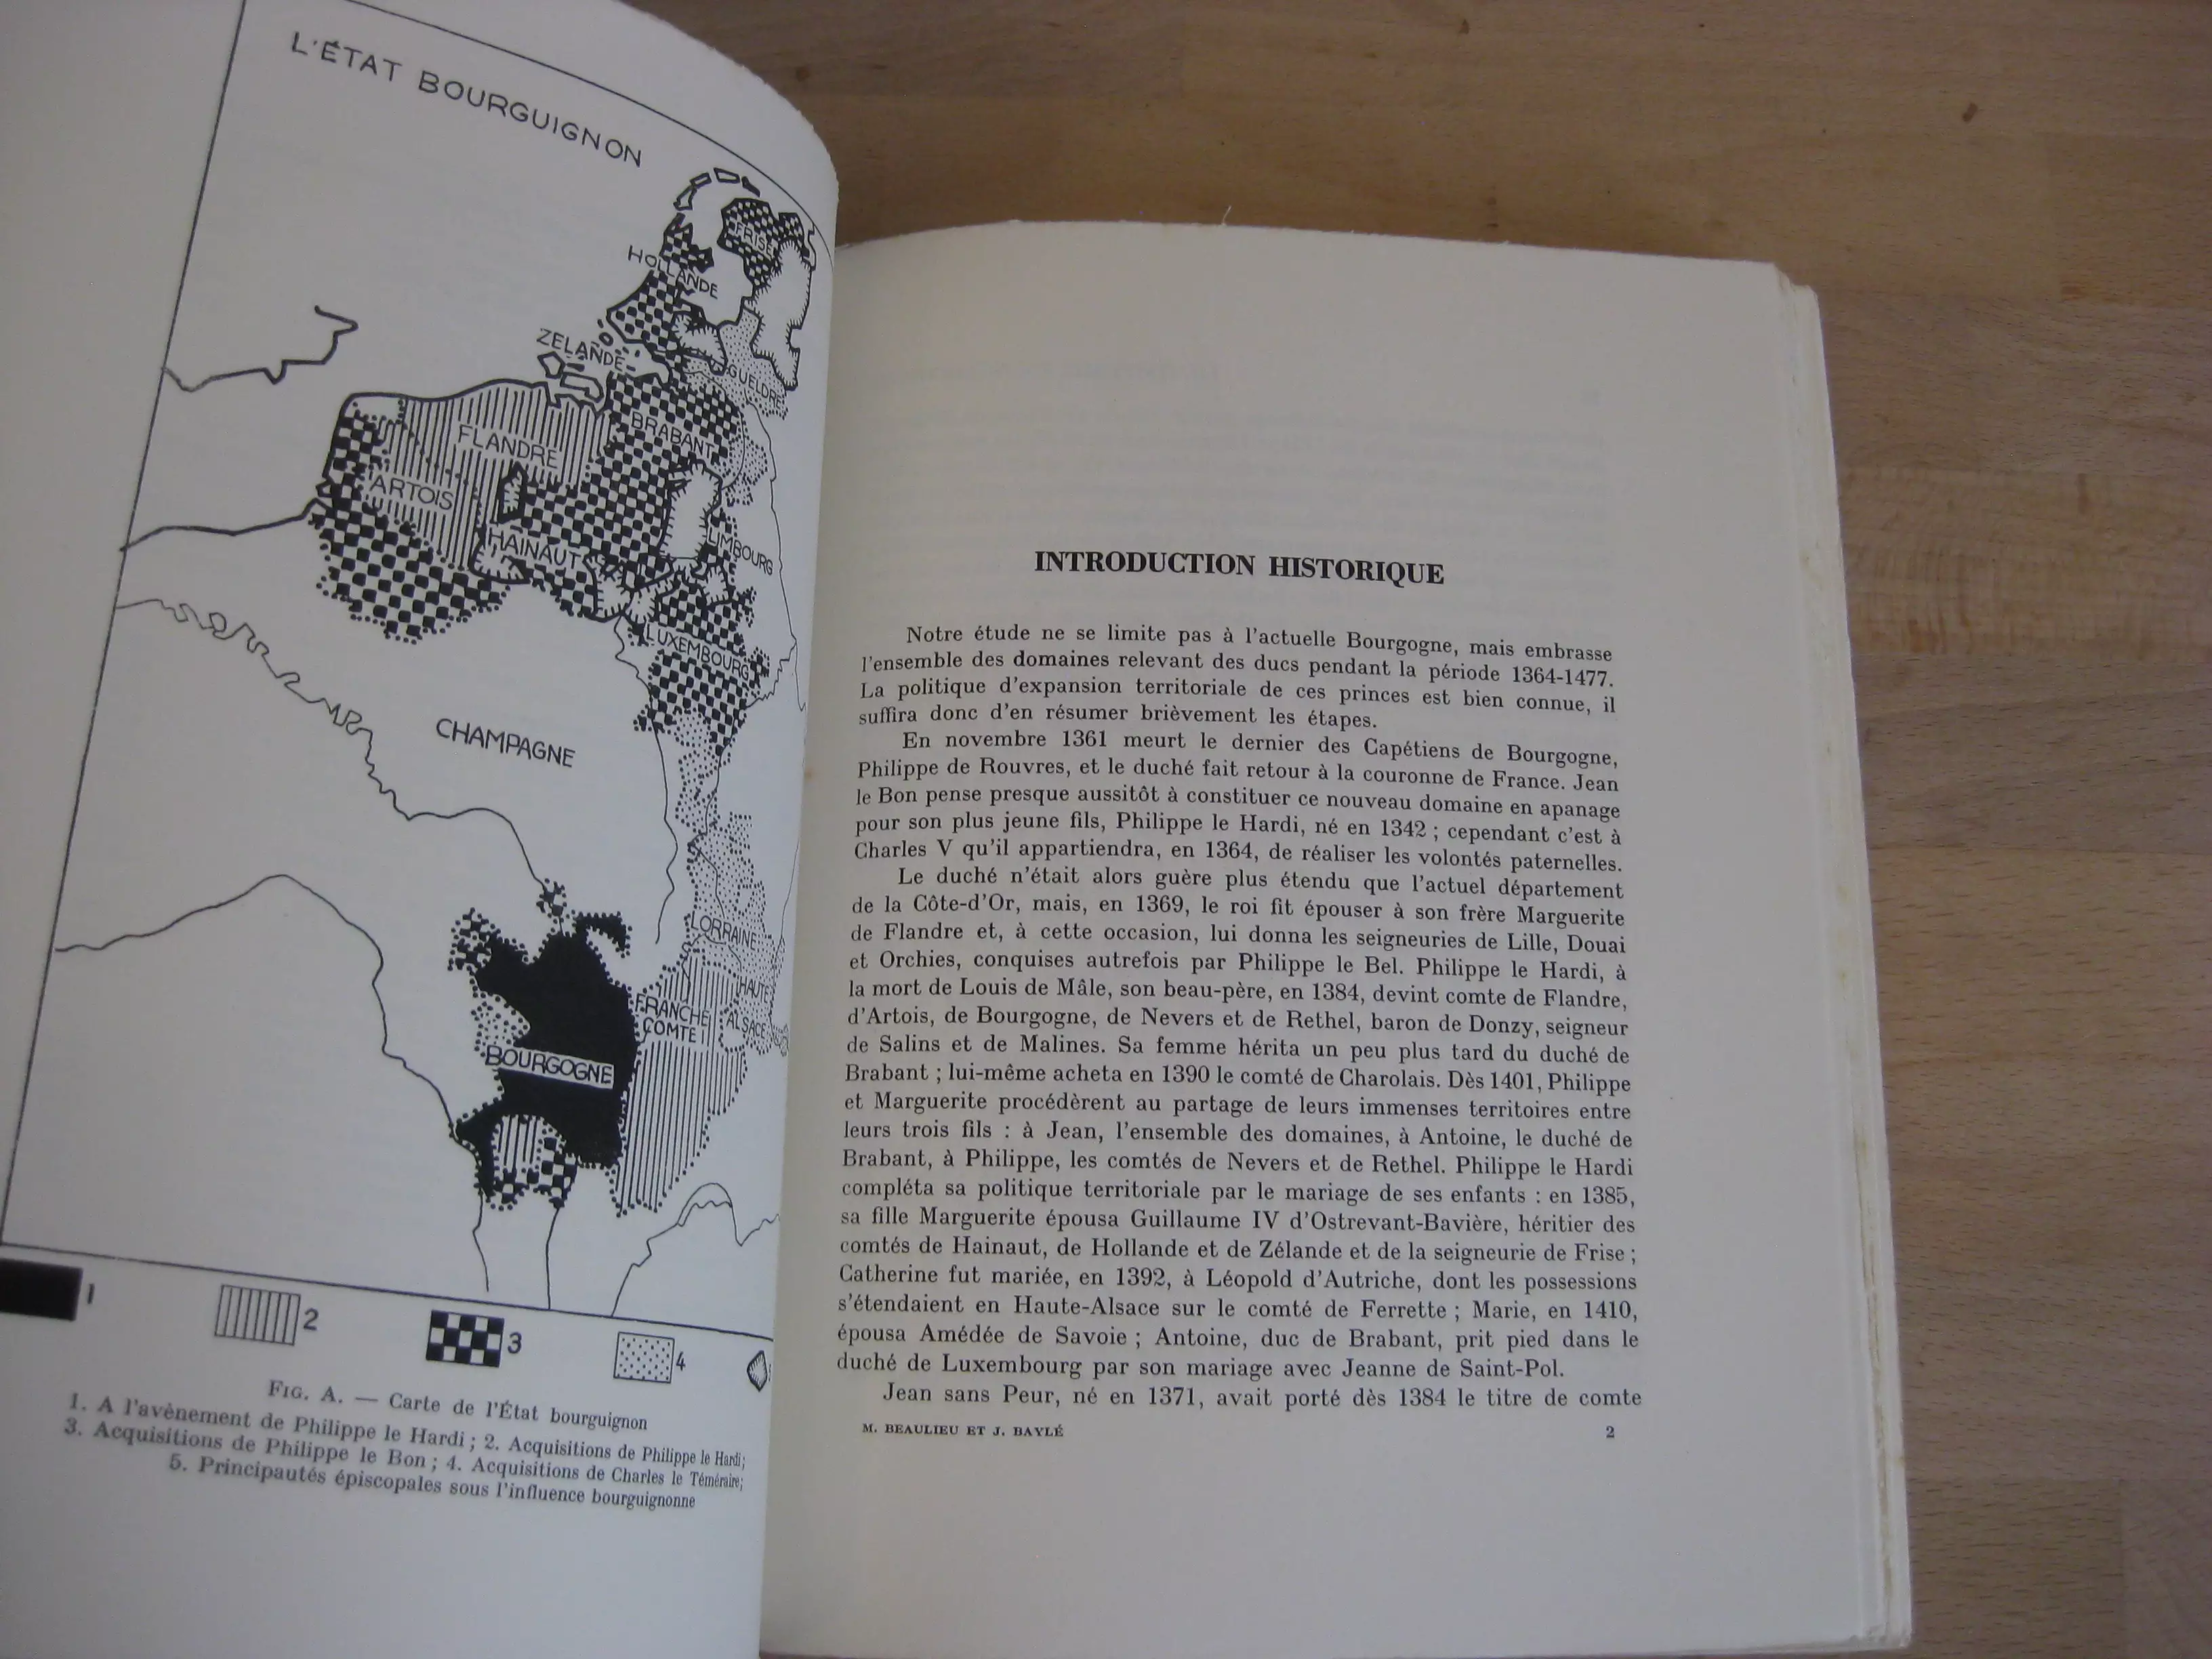 L'ÉTAT BOURGUIGNON
FRISE
HOLLANDE
ZELANDE
GUELDRE
BRABANT
FLANDRE
ARTOIS
HAINAUT
LIMBOURG
LUXEMBOURG
CHAMPAGNE
LORRAINE
HAUTE
ALSACE
FRANCHE
COMTE
BOURGOGNE
1
2
3
4
FIG. A. — Carte de l'État bourguignon
1. A l'avènement de Philippe le Hardi ; 2. Acquisitions de Philippe le Hardi;
3. Acquisitions de Philippe le Bon ; 4. Acquisitions de Charles le Téméraire;
5. Principautés épiscopales sous l'influence bourguignonne
INTRODUCTION HISTORIQUE
Notre étude ne se limite pas à l'actuelle Bourgogne, mais embrasse
l'ensemble des domaines relevant des ducs pendant la période 1364-1477.
La politique d'expansion territoriale de ces princes est bien connue, il
suffira donc d'en résumer brièvement les étapes.
En novembre 1361 meurt le dernier des Capétiens de Bourgogne,
Philippe de Rouvres, et le duché fait retour à la couronne de France. Jean
le Bon pense presque aussitôt à constituer ce nouveau domaine en apanage
pour son plus jeune fils, Philippe le Hardi, né en 1342 ; cependant c'est à
Charles V qu'il appartiendra, en 1364, de réaliser les volontés paternelles.
Le duché n'était alors guère plus étendu que l'actuel département
de la Côte-d'Or, mais, en 1369, le roi fit épouser à son frère Marguerite
de Flandre et, à cette occasion, lui donna les seigneuries de Lille, Douai
et Orchies, conquises autrefois par Philippe le Bel. Philippe le Hardi, à
la mort de Louis de Mâle, son beau-père, en 1384, devint comte de Flandre,
d'Artois, de Bourgogne, de Nevers et de Rethel, baron de Donzy, seigneur
de Salins et de Malines. Sa femme hérita un peu plus tard du duché de
Brabant ; lui-même acheta en 1390 le comté de Charolais. Dès 1401, Philippe
et Marguerite procédèrent au partage de leurs immenses territoires entre
leurs trois fils : à Jean, l'ensemble des domaines, à Antoine, le duché de
Brabant, à Philippe, les comtés de Nevers et de Rethel. Philippe le Hardi
compléta sa politique territoriale par le mariage de ses enfants : en 1385,
sa fille Marguerite épousa Guillaume IV d'Ostrevant-Bavière, héritier des
comtés de Hainaut, de Hollande et de Zélande et de la seigneurie de Frise ;
Catherine fut mariée, en 1392, à Léopold d'Autriche, dont les possessions
s'étendaient en Haute-Alsace sur le comté de Ferrette ; Marie, en 1410,
épousa Amédée de Savoie ; Antoine, duc de Brabant, prit pied dans le
duché de Luxembourg par son mariage avec Jeanne de Saint-Pol.
Jean sans Peur, né en 1371, avait porté dès 1384 le titre de comte
M. BEAULIEU ET J. BAYLÉ 2